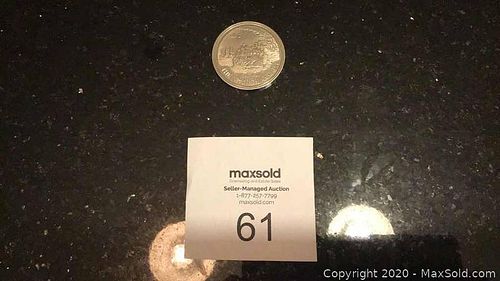 maxsold
Downsizing and Estate Sales
Seller-Managed Auction
1-877-257-7799
maxsold.com
61
Copyright © 2020 - MaxSold.com